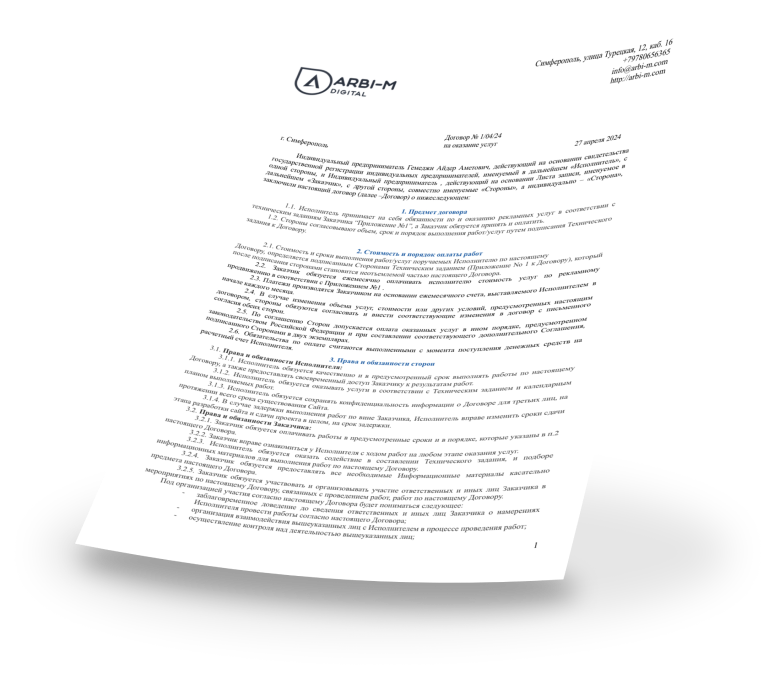 ARBI-M
DIGITAL
Симферополь, улица Турецкая, 12, каб. 16
+79780656365
info@arbi-m.com
http://arbi-m.com
г. Симферополь
Договор № 1/04/24
на оказание услуг
27 апреля 2024
Индивидуальный предприниматель Гемеджи Айдер Аметович, действующий на основании свидетельства
государственной регистрации индивидуальных предпринимателей, именуемый в дальнейшем «Исполнитель», с
одной стороны, и Индивидуальный предприниматель , действующий на основании Листа записи, именуемое в
дальнейшем «Заказчик», с другой стороны, совместно именуемые «Стороны», а индивидуально – «Сторона»,
заключили настоящий договор (далее -Договор) о нижеследующем:
1. Предмет договора
1.1. Исполнитель принимает на себя обязанности по и оказанию рекламных услуг в соответствии с
техническим заданиям Заказчика “Приложение №1”, а Заказчик обязуется принять и оплатить.
1.2. Стороны согласовывают объем, срок и порядок выполнения работ/услуг путем подписания Технического
задания к Договору.
2. Стоимость и порядок оплаты работ
2.1. Стоимость и сроки выполнения работ/услуг поручаемых Исполнителю по настоящему
Договору, определяется подписанным Сторонами Техническим заданием (Приложение No 1 к Договору), который
после подписания сторонами становится неотъемлемой частью настоящего Договора.
2.2. Заказчик обязуется ежемесячно оплачивать исполнителю стоимость услуг по рекламному
продвижению в соответствии с Приложением №1 .
2.3. Платежи производятся Заказчиком на основании ежемесячного счета, выставляемого Исполнителем в
начале каждого месяца.
2.4. В случае изменения объема услуг, стоимости или других условий, предусмотренных настоящим
договором, стороны обязуются согласовать и внести соответствующие изменения в договор с письменного
согласия обеих сторон.
2.5. По соглашению Сторон допускается оплата оказанных услуг в ином порядке, предусмотренном
законодательством Российской Федерации и при составлении соответствующего дополнительного Соглашения,
подписанного Сторонами в двух экземплярах.
2.6. Обязательства по оплате считаются выполненными с момента поступления денежных средств на
расчетный счет Исполнителя.
3. Права и обязанности сторон
3.1. Права и обязанности Исполнителя:
3.1.1. Исполнитель обязуется качественно и в предусмотренный срок выполнять работы по настоящему
Договору, а также предоставлять своевременный доступ Заказчику к результатам работ.
3.1.2. Исполнитель обязуется оказывать услуги в соответствии с Техническим заданием и календарным
планом выполняемых работ.
3.1.3. Исполнитель обязуется сохранять конфиденциальность информации о Договоре для третьих лиц, на
протяжении всего срока существования Сайта.
3.1.4. В случае задержки выполнения работ по вине Заказчика, Исполнитель вправе изменить сроки сдачи
этапа разработки сайта и сдачи проекта в целом, на срок задержки.
3.2. Права и обязанности Заказчика:
3.2.1. Заказчик обязуется оплачивать работы в предусмотренные сроки и в порядке, которые указаны в п.2
настоящего Договора.
3.2.2. Заказчик вправе ознакомиться у Исполнителя с ходом работ на любом этапе оказания услуг.
3.2.3. Исполнитель обязуется оказать содействие в составлении Технического задания, и подборе
информационных материалов для выполнения работ по настоящему Договору.
3.2.4. Заказчик обязуется предоставлять все необходимые Информационные материалы касательно
предмета настоящего Договора.
3.2.5. Заказчик обязуется участвовать и организовывать участие ответственных и иных лиц Заказчика в
мероприятиях по настоящему Договору, связанных с проведением работ, работ по настоящему Договору.
Под организацией участия согласно настоящему Договора будет пониматься следующее:
- заблаговременное доведение до сведения ответственных и иных лиц Заказчика о намерениях
Исполнителя провести работы согласно настоящего Договора;
- организация взаимодействия вышеуказанных лиц с Исполнителем в процессе проведения работ;
- осуществление контроля над деятельностью вышеуказанных лиц;
1